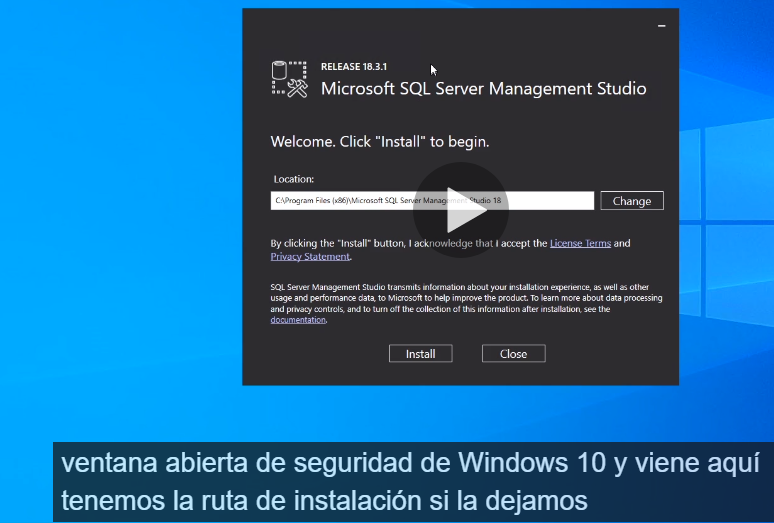 RELEASE 18.3.1
Microsoft SQL Server Management Studio
Welcome. Click "Install" to begin.
Location:
C:\Program Files (x86)\Microsoft SQL Server Management Studio 18
Change
By clicking the "Install" button, I acknowledge that I accept the License Terms and
Privacy Statement.
SQL Server Management Studio transmits information about your installation experience, as well as other
usage and performance data, to Microsoft to help improve the product. To learn more about data processing
and privacy controls, and to turn off the collection of this information after installation, see the
documentation.
Install
Close
ventana abierta de seguridad de Windows 10 y viene aquí
tenemos la ruta de instalación si la dejamos